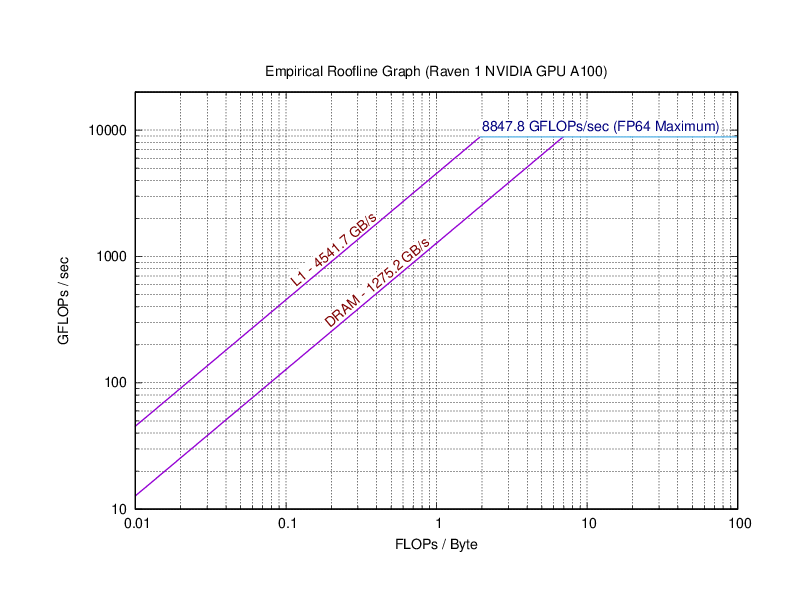 Empirical Roofline Graph (Raven 1 NVIDIA GPU A100)
8847.8 GFLOPs/sec (FP64 Maximum)
10000
L1 - 4541.7 GB/s
DRAM - 1275.2 GB/s
1000
GFLOPs / sec
100
10
0.01 0.1 1 10 100
FLOPs / Byte